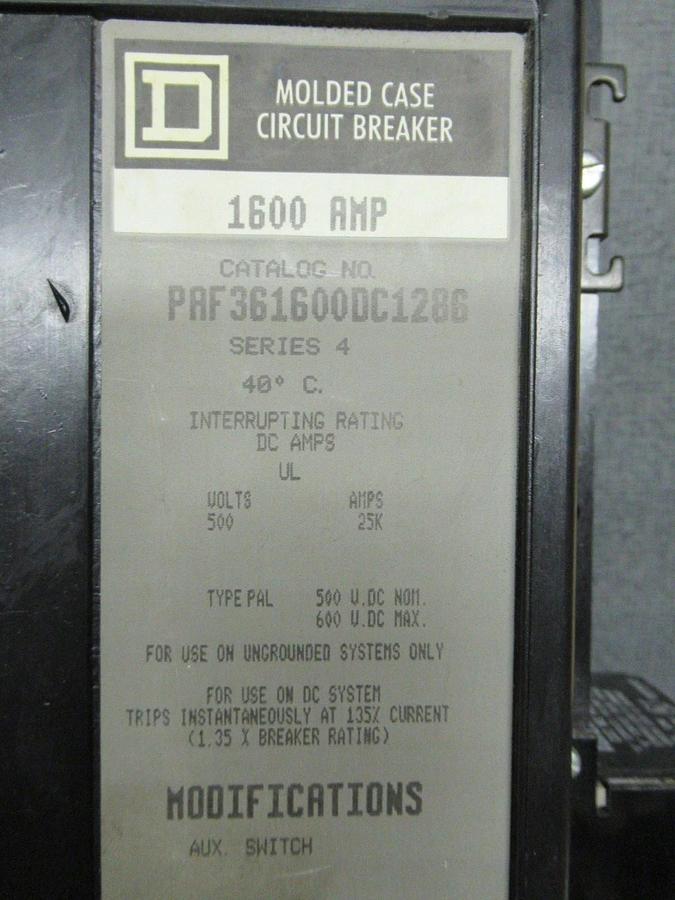 D
MOLDED CASE
CIRCUIT BREAKER
1600 AMP
CATALOG NO.
PAF361600DC1286
SERIES 4
40° C.
INTERRUPTING RATING
DC AMPS
UL
VOLTS AMPS
500 25K
TYPE PAL 500 V.DC NOM.
600 V.DC MAX.
FOR USE ON UNGROUNDED SYSTEMS ONLY
FOR USE ON DC SYSTEM
TRIPS INSTANTANEOUSLY AT 135% CURRENT
(1.35 X BREAKER RATING)
MODIFICATIONS
AUX. SWITCH